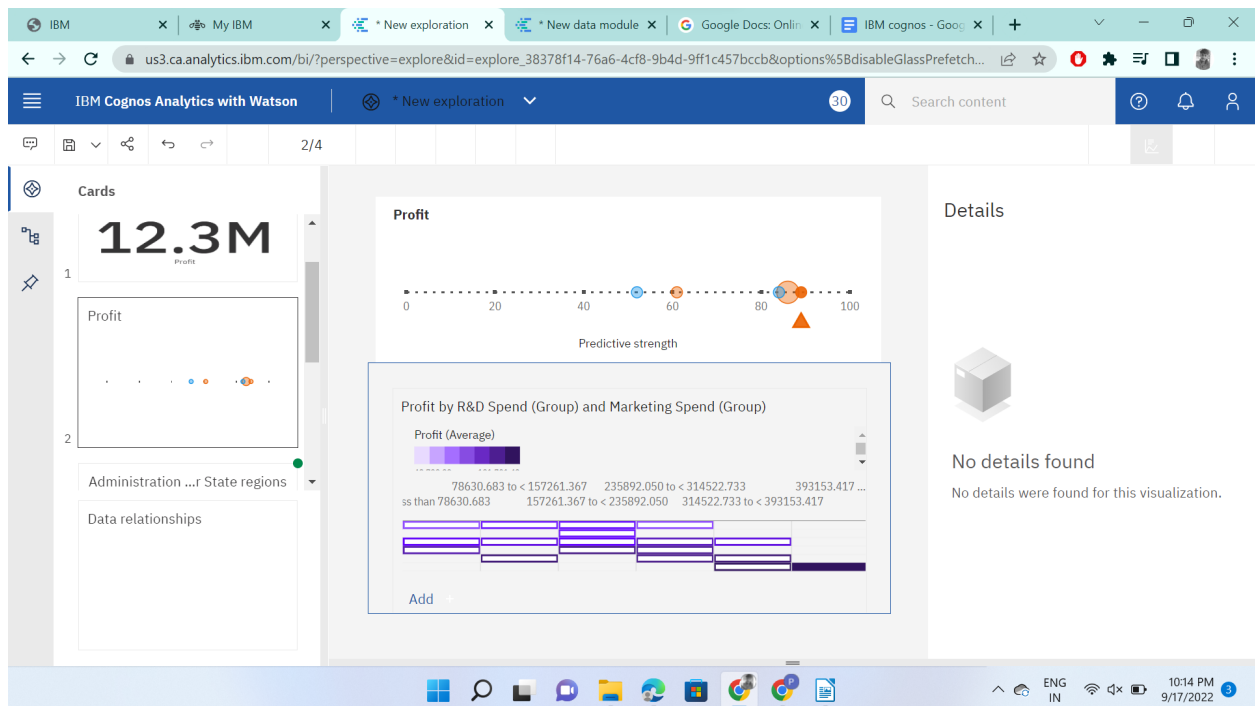 IBM
My IBM
* New exploration
* New data module
Google Docs: Onlin
IBM cognos - Goog
us3.ca.analytics.ibm.com/bi/?perspective=explore&id=explore_38378f14-76a6-4cf8-9b4d-9ff1c457bccb&options%5BdisableGlassPrefetch...
IBM Cognos Analytics with Watson
* New exploration
30
Search content
2/4
Cards
12.3M
Profit
1
Profit
2
Administration ...r State regions
Data relationships
Profit
0 20 40 60 80 100
Predictive strength
Profit by R&D Spend (Group) and Marketing Spend (Group)
Profit (Average)
78630.683 to < 157261.367 235892.050 to < 314522.733 393153.417 ...
ss than 78630.683 157261.367 to < 235892.050 314522.733 to < 393153.417
Add +
Details
No details found
No details were found for this visualization.
P
ENG
IN
10:14 PM
9/17/2022
3